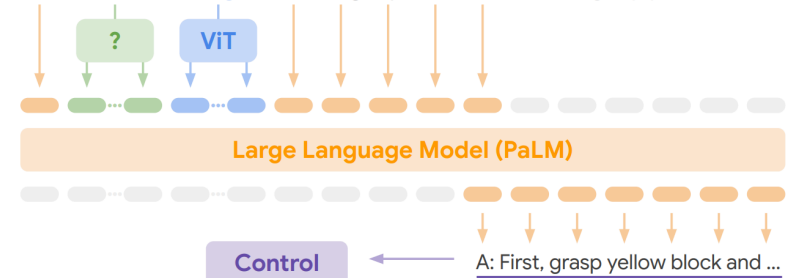 ? ViT
Large Language Model (PaLM)
A: First, grasp yellow block and ...
Control